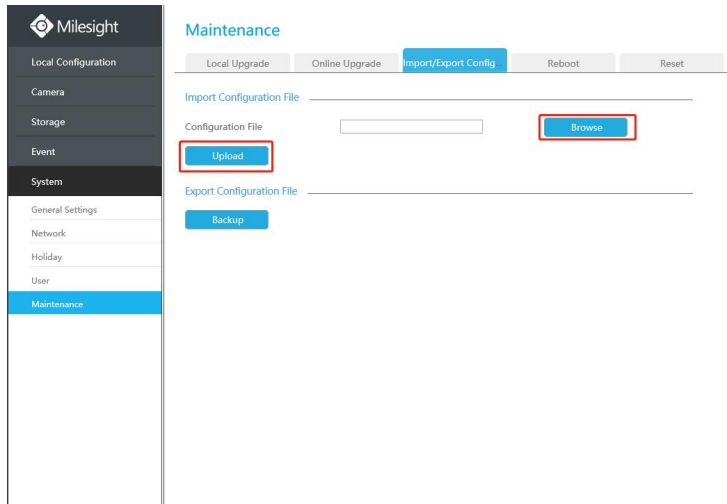 Milesight
Local Configuration
Camera
Storage
Event
System
General Settings
Network
Holiday
User
Maintenance
Maintenance
Local Upgrade
Online Upgrade
Import/Export Config...
Reboot
Reset
Import Configuration File
Configuration File
Browse
Upload
Export Configuration File
Backup